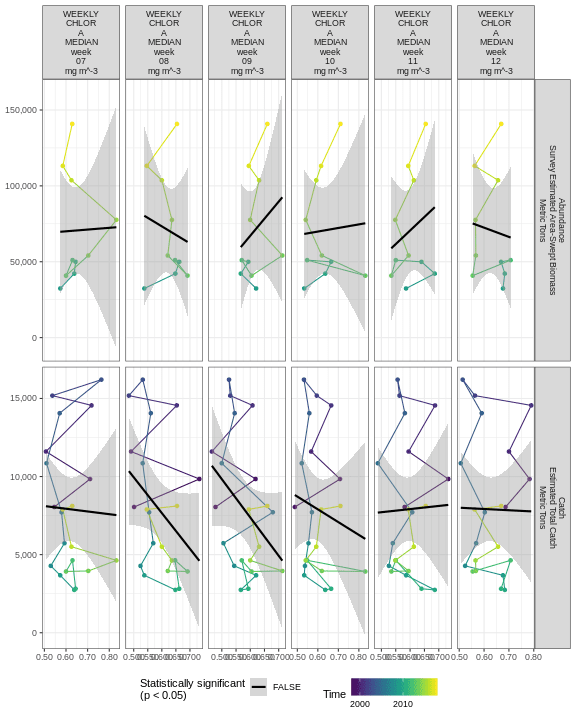 WEEKLY
CHLOR
A
MEDIAN
week
07
mg m^-3
WEEKLY
CHLOR
A
MEDIAN
week
08
mg m^-3
WEEKLY
CHLOR
A
MEDIAN
week
09
mg m^-3
WEEKLY
CHLOR
A
MEDIAN
week
10
mg m^-3
WEEKLY
CHLOR
A
MEDIAN
week
11
mg m^-3
WEEKLY
CHLOR
A
MEDIAN
week
12
mg m^-3
150,000
100,000
50,000
0
Abundance
Survey Estimated Area-Swept Biomass
Metric Tons
15,000
10,000
5,000
0
Catch
Estimated Total Catch
Metric Tons
0.50 0.60 0.70 0.80
Statistically significant
(p < 0.05)
FALSE
Time
2000 2010